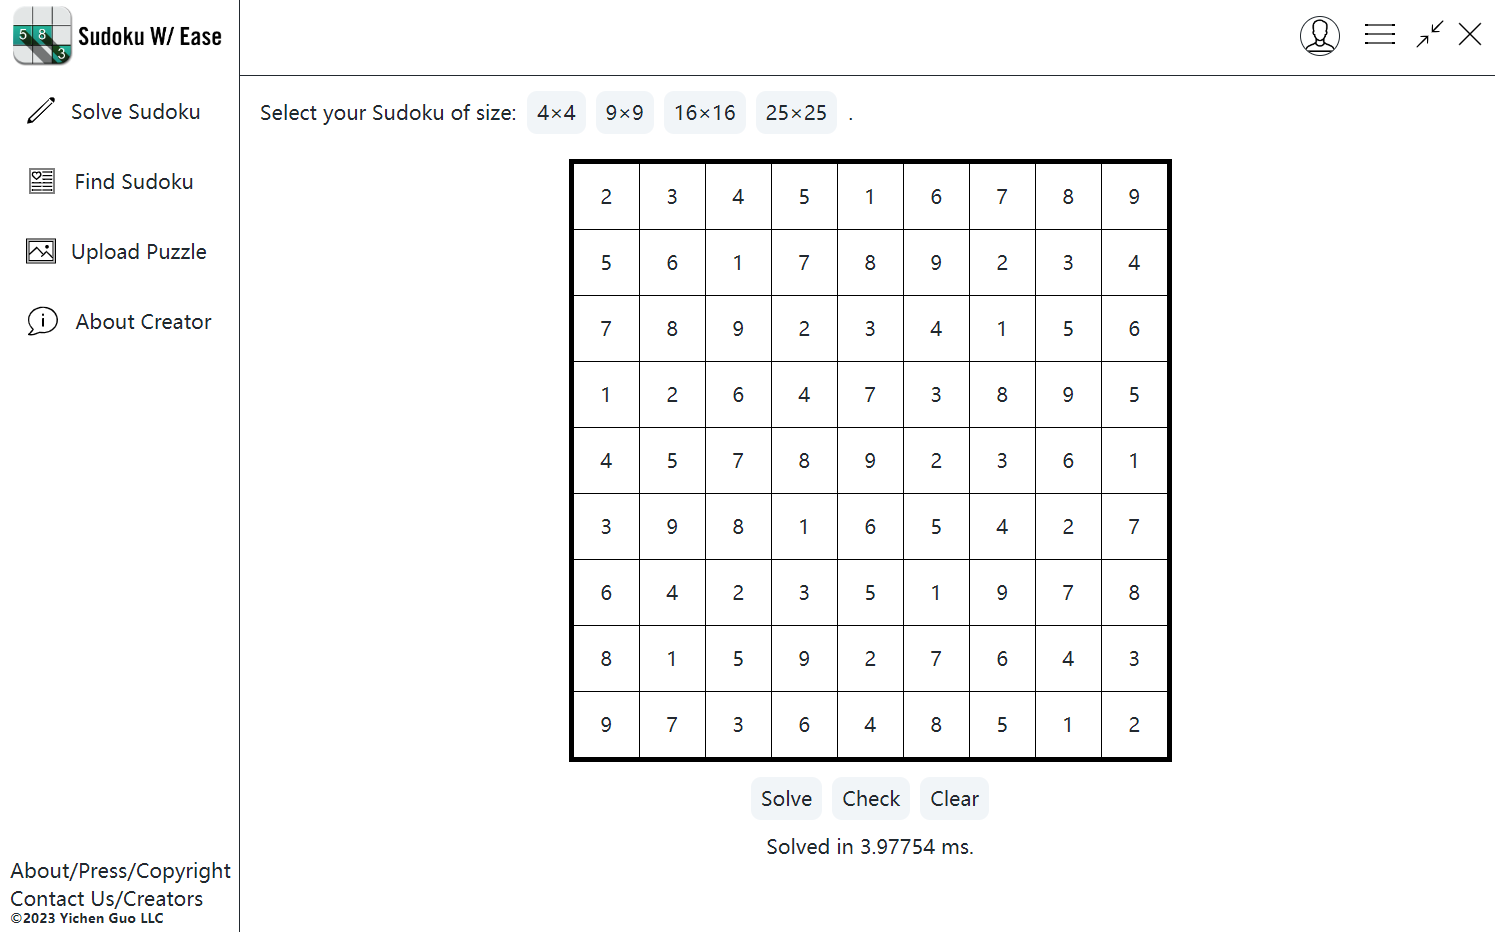 5 8 3 Sudoku W/ Ease
Solve Sudoku
Find Sudoku
Upload Puzzle
About Creator
About/Press/Copyright
Contact Us/Creators
©2023 Yichen Guo LLC
Select your Sudoku of size: 4×4 9×9 16×16 25×25 .
2 3 4 5 1 6 7 8 9
5 6 1 7 8 9 2 3 4
7 8 9 2 3 4 1 5 6
1 2 6 4 7 3 8 9 5
4 5 7 8 9 2 3 6 1
3 9 8 1 6 5 4 2 7
6 4 2 3 5 1 9 7 8
8 1 5 9 2 7 6 4 3
9 7 3 6 4 8 5 1 2
Solve Check Clear
Solved in 3.97754 ms.